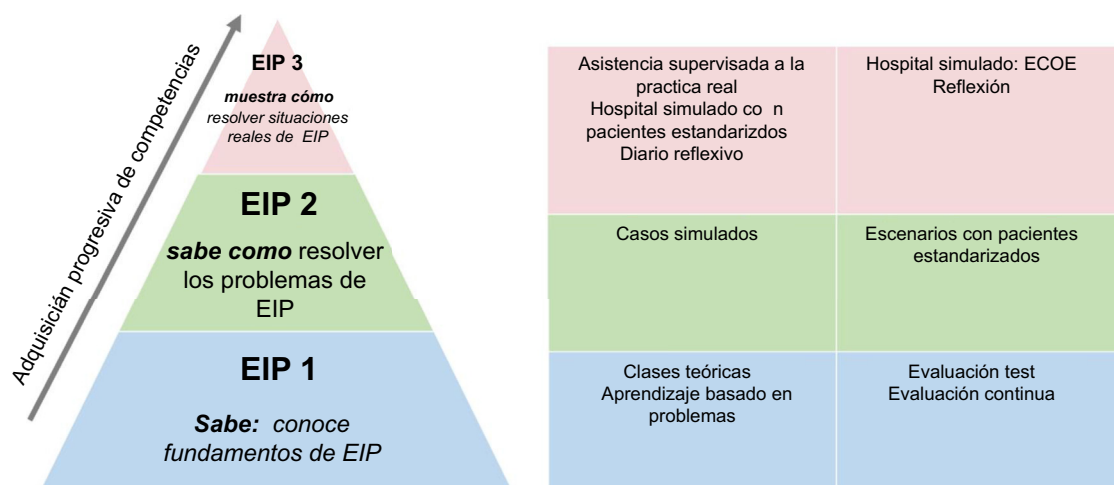 Adquisicián progresiva de competencias
EIP 3
muestra cómo
resolver situaciones
reales de EIP
EIP 2
sabe como resolver
los problemas de
EIP
EIP 1
Sabe: conoce
fundamentos de EIP
Asistencia supervisada a la
practica real
Hospital simulado co n
pacientes estandarizdos
Diario reflexivo
Hospital simulado: ECOE
Reflexión
Casos simulados
Escenarios con pacientes
estandarizados
Clases teóricas
Aprendizaje basado en
problemas
Evaluación test
Evaluación continua